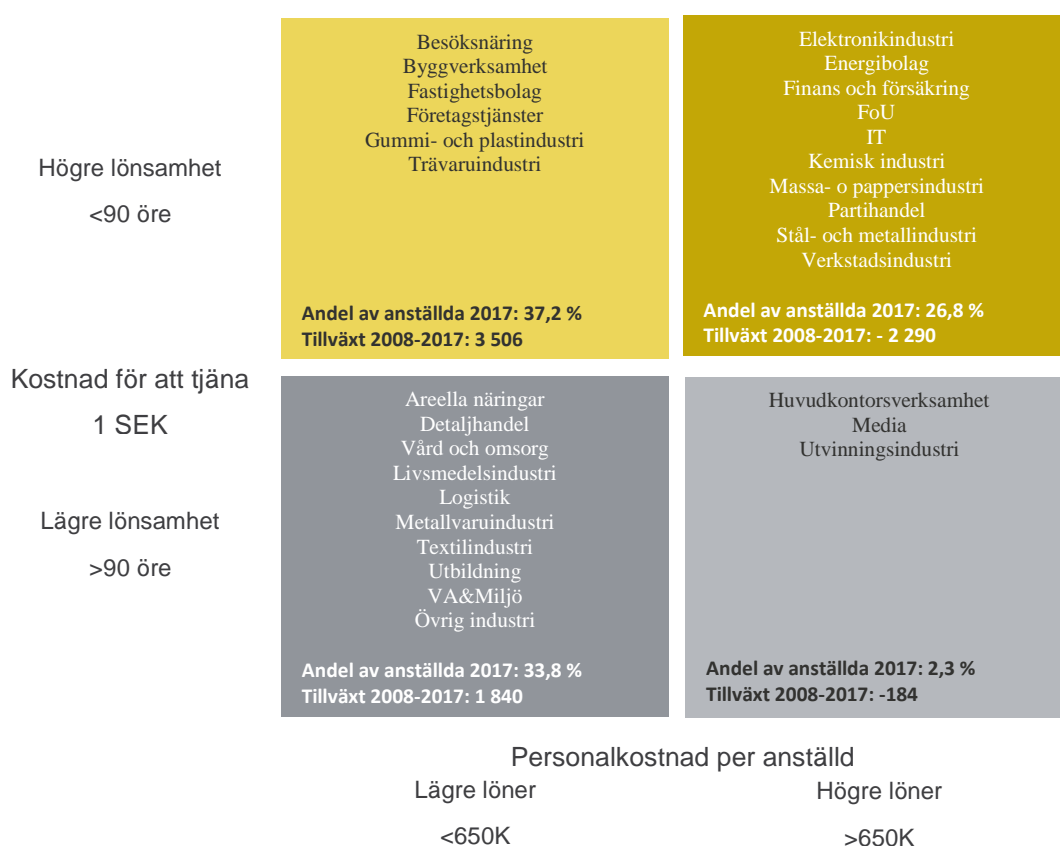 Besöksnäring
Byggverksamhet
Fastighetsbolag
Företagstjänster
Gummi- och plastindustri
Trävaruindustri
Andel av anställda 2017: 37,2 %
Tillväxt 2008-2017: 3 506
Elektronikindustri
Energibolag
Finans och försäkring
FoU
IT
Kemisk industri
Massa- o pappersindustri
Partihandel
Stål- och metallindustri
Verkstadsindustri
Andel av anställda 2017: 26,8 %
Tillväxt 2008-2017: - 2 290
Högre lönsamhet
<90 öre
Kostnad för att tjäna
1 SEK
Lägre lönsamhet
>90 öre
Areella näringar
Detaljhandel
Vård och omsorg
Livsmedelsindustri
Logistik
Metallvaruindustri
Textilindustri
Utbildning
VA&Miljö
Övrig industri
Andel av anställda 2017: 33,8 %
Tillväxt 2008-2017: 1 840
Huvudkontorsverksamhet
Media
Utvinningsindustri
Andel av anställda 2017: 2,3 %
Tillväxt 2008-2017: -184
Personalkostnad per anställd
Lägre löner
<650K
Högre löner
>650K